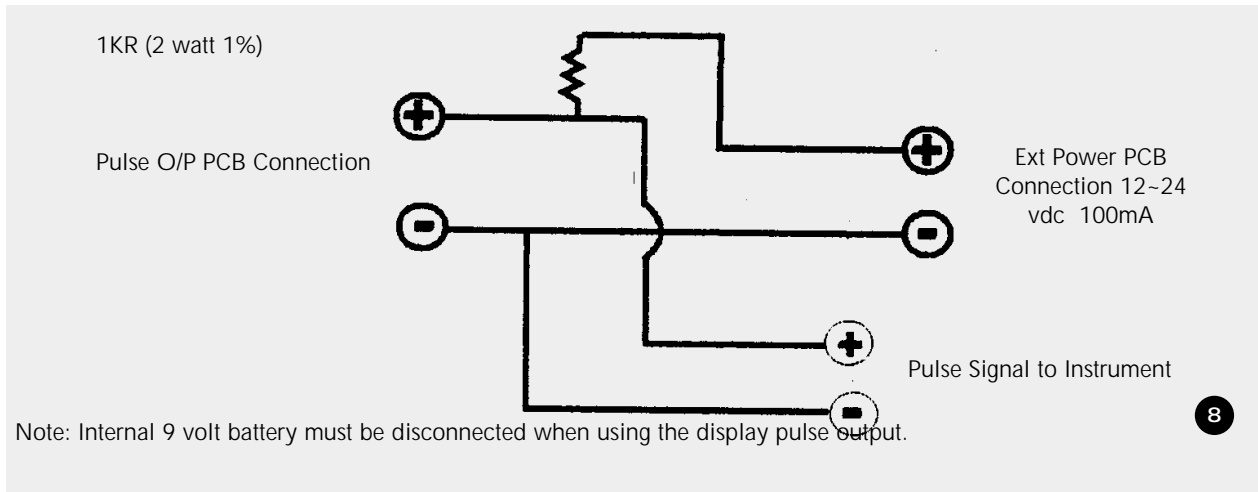 1KR (2 watt 1%)
+
+
Pulse O/P PCB Connection
Ext Power PCB
Connection 12~24
vdc 100mA
-
-
+
Pulse Signal to Instrument
-
8
Note: Internal 9 volt battery must be disconnected when using the display pulse output.